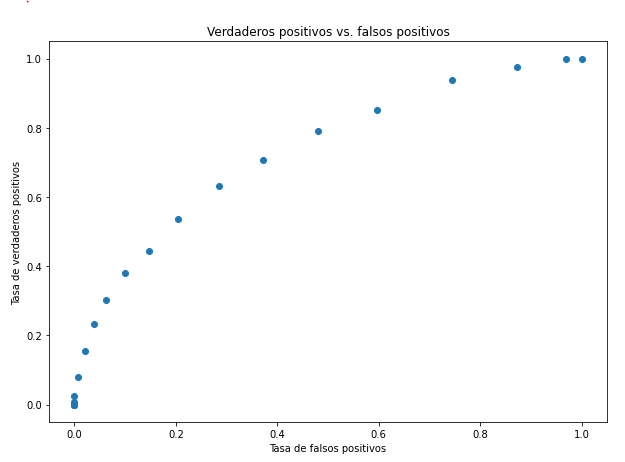 Verdaderos positivos vs. falsos positivos
1.0
0.8
0.6
0.4
0.2
0.0
Tasa de verdaderos positivos
0.0 0.2 0.4 0.6 0.8 1.0
Tasa de falsos positivos